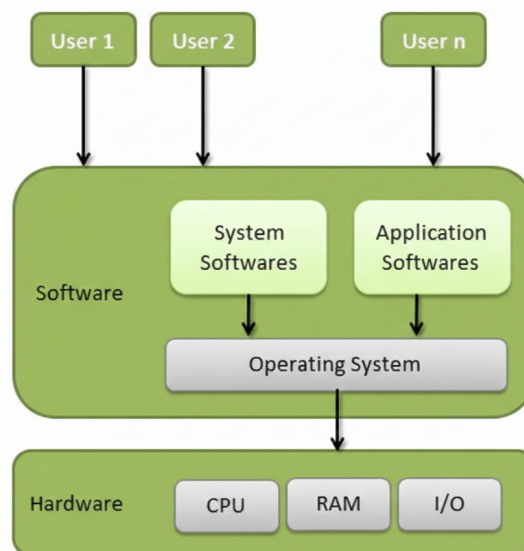 User 1
User 2
User n
System
Softwares
Application
Softwares
Software
Operating System
Hardware
CPU
RAM
I/O